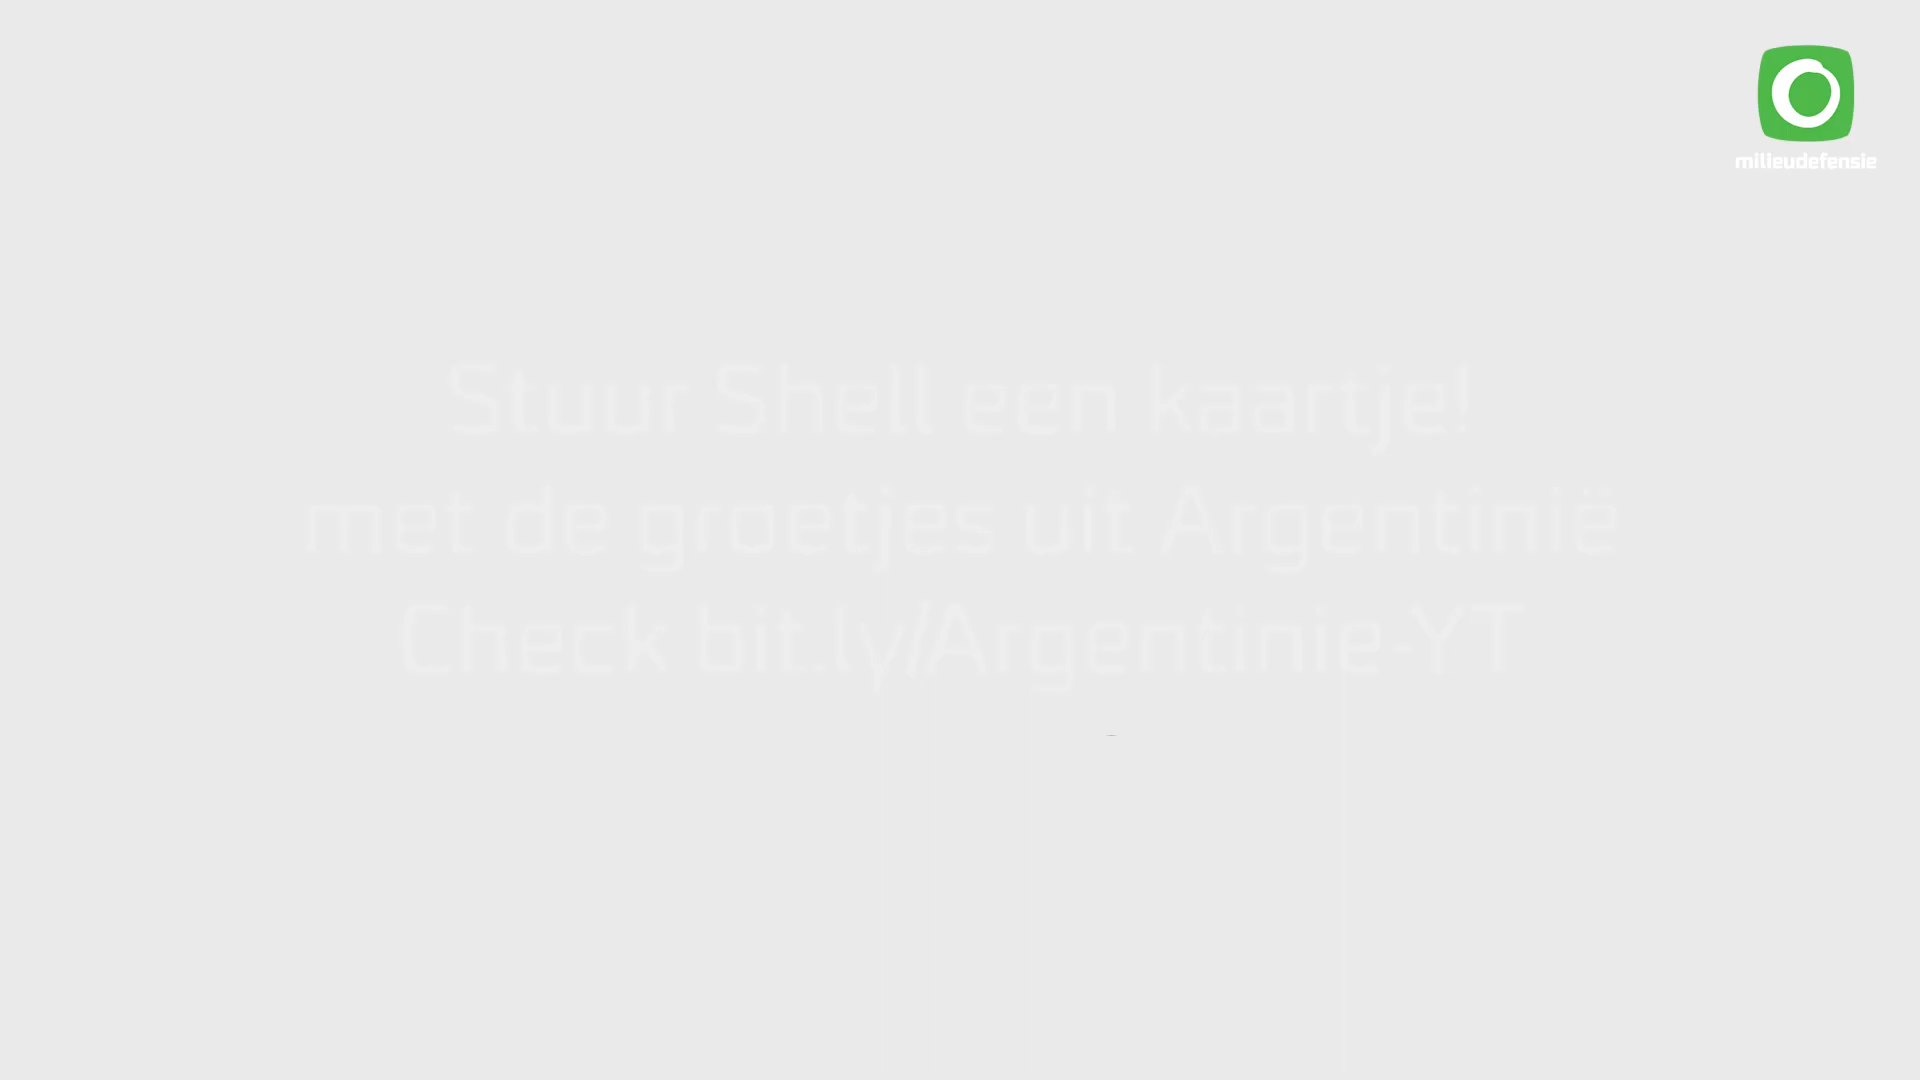 milieudefensie
Stuur Shell een kaartje!
met de groetjes uit Argentinië
Check bit.ly/Argentinie-YT